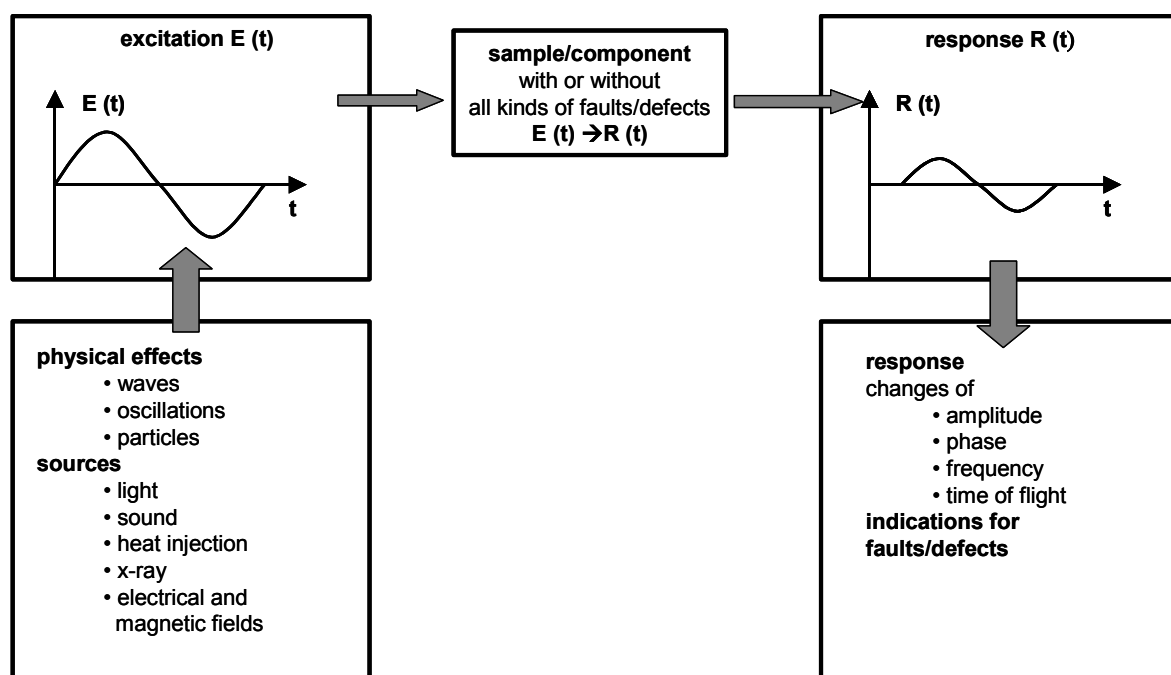 excitation E (t)
E (t)
t
sample/component
with or without
all kinds of faults/defects
E (t) →R (t)
response R (t)
R (t)
t
physical effects
• waves
• oscillations
• particles
sources
• light
• sound
• heat injection
• x-ray
• electrical and
magnetic fields
response
changes of
• amplitude
• phase
• frequency
• time of flight
indications for
faults/defects